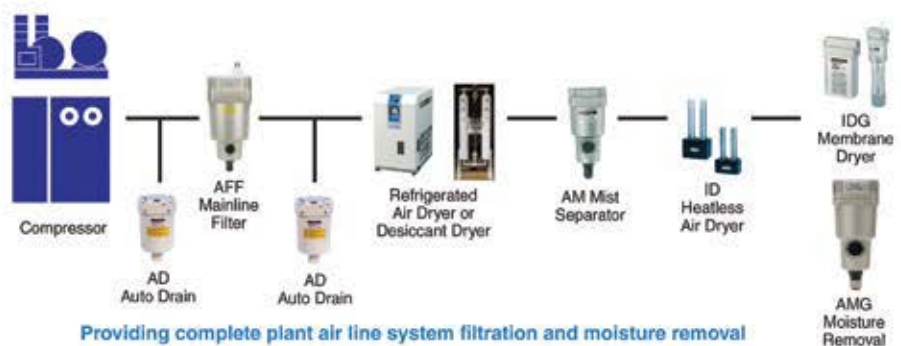 Compressor
AD
Auto Drain
AFF
Mainline
Filter
AD
Auto Drain
Refrigerated
Air Dryer or
Desiccant Dryer
AM Mist
Separator
ID
Heatless
Air Dryer
IDG
Membrane
Dryer
AMG
Moisture
Removal
Providing complete plant air line system filtration and moisture removal